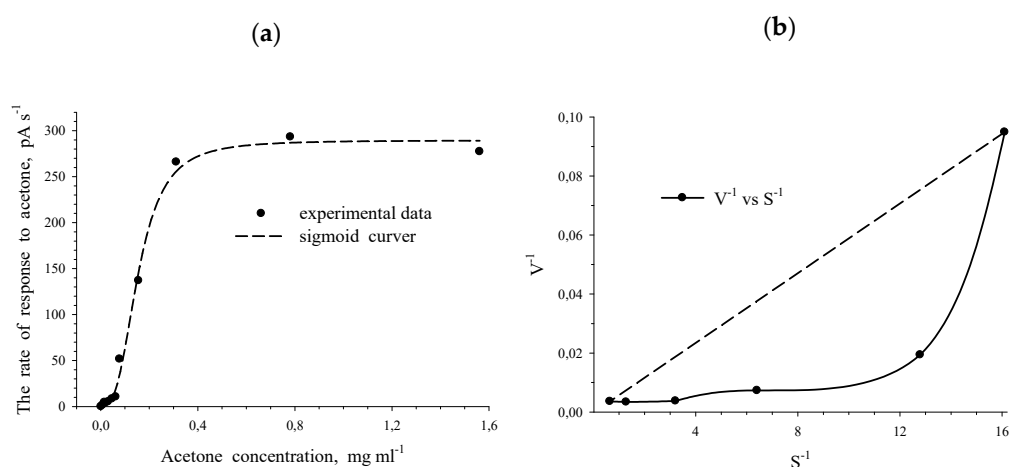 (a)
The rate of response to acetone, pA s⁻¹
300
250
200
150
100
50
0
experimental data
sigmoid curver
0,0 0,4 0,8 1,2 1,6
Acetone concentration, mg ml⁻¹
(b)
V⁻¹
0,10
0,08
0,06
0,04
0,02
0,00
V⁻¹ vs S⁻¹
4 8 12 16
S⁻¹